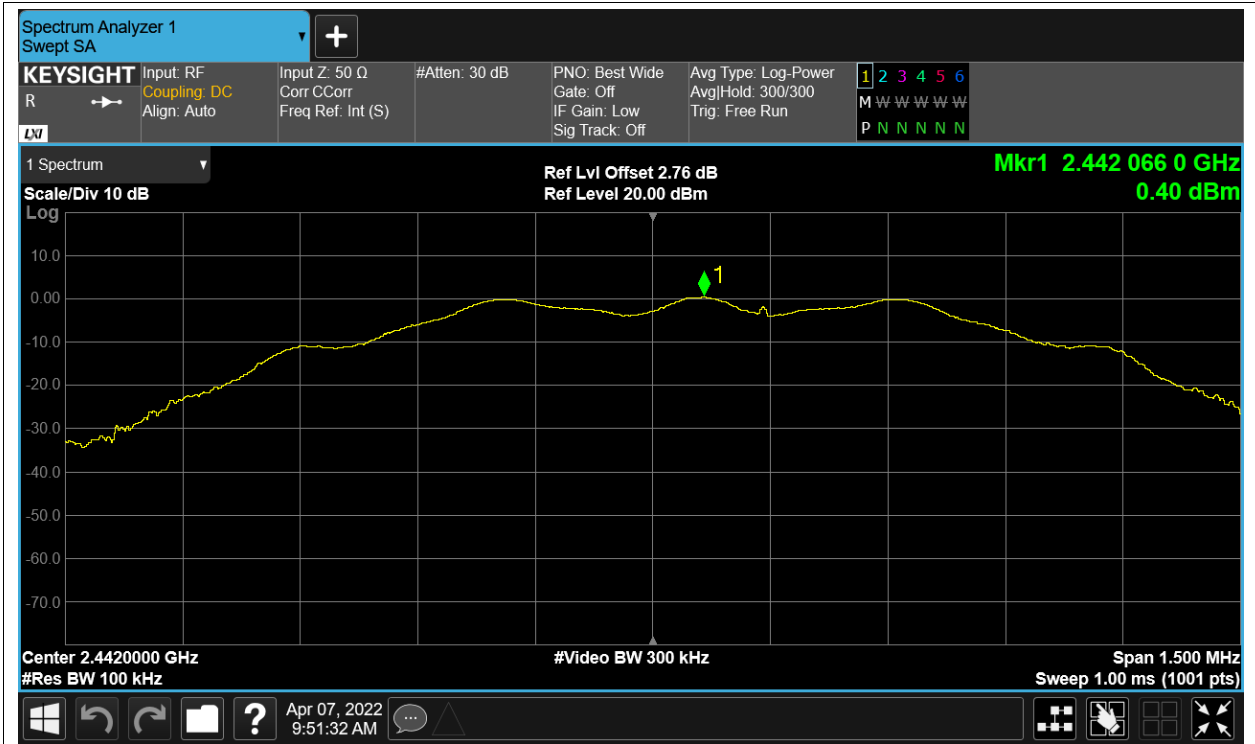 Spectrum Analyzer 1
Swept SA
KEYSIGHT
R
LXI
Input: RF
Coupling: DC
Align: Auto
Input Z: 50 Ω
Corr CCorr
Freq Ref: Int (S)
#Atten: 30 dB
PNO: Best Wide
Gate: Off
IF Gain: Low
Sig Track: Off
Avg Type: Log-Power
Avg|Hold: 300/300
Trig: Free Run
1 2 3 4 5 6
M W W W W W
P N N N N N
1 Spectrum
Scale/Div 10 dB
Log
Ref Lvl Offset 2.76 dB
Ref Level 20.00 dBm
Mkr1 2.442 066 0 GHz
0.40 dBm
1
10.0
0.00
-10.0
-20.0
-30.0
-40.0
-50.0
-60.0
-70.0
Center 2.4420000 GHz
#Res BW 100 kHz
#Video BW 300 kHz
Span 1.500 MHz
Sweep 1.00 ms (1001 pts)
?
Apr 07, 2022
9:51:32 AM